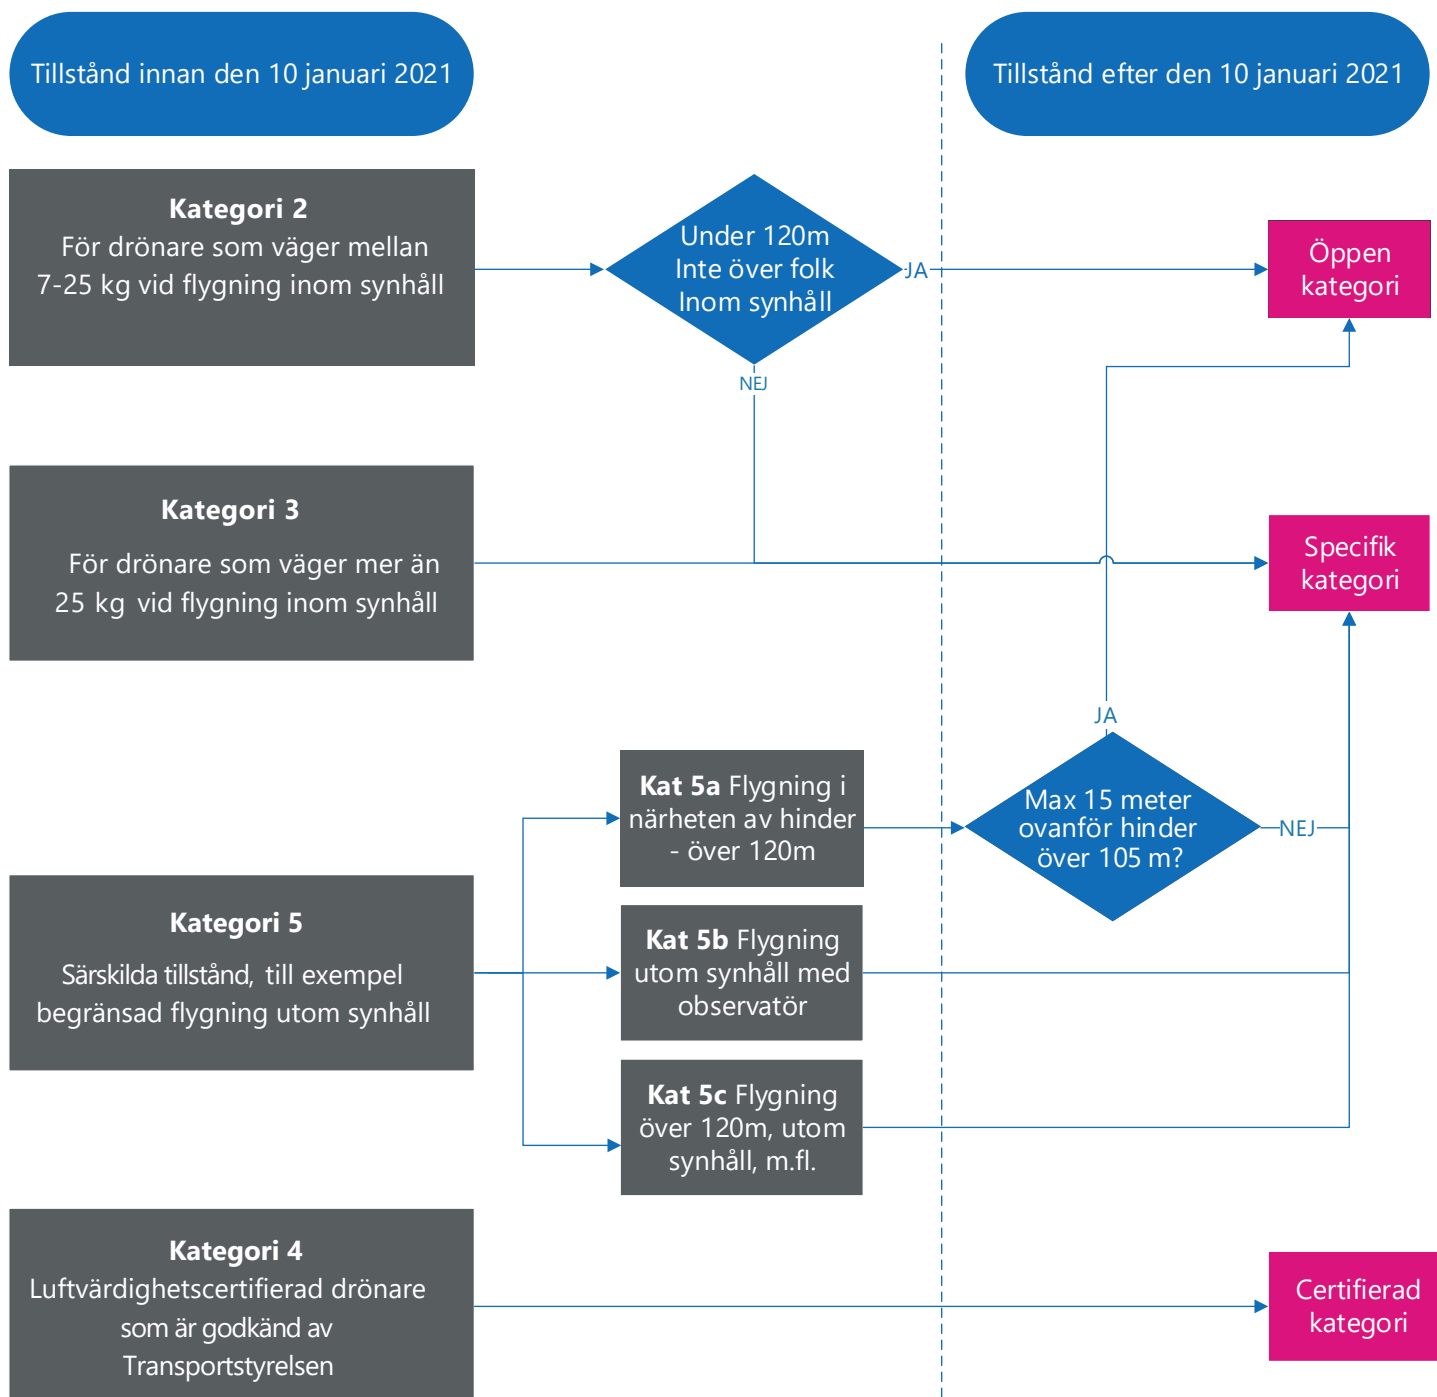 Tillstånd innan den 10 januari 2021
Tillstånd efter den 10 januari 2021
Kategori 2
För drönare som väger mellan
7-25 kg vid flygning inom synhåll
Under 120m
Inte över folk
Inom synhåll
JA
NEJ
Öppen
kategori
Kategori 3
För drönare som väger mer än
25 kg vid flygning inom synhåll
Specifik
kategori
Kategori 5
Särskilda tillstånd, till exempel
begränsad flygning utom synhåll
Kat 5a Flygning i
närheten av hinder
- över 120m
JA
Max 15 meter
ovanför hinder
över 105 m?
NEJ
Kat 5b Flygning
utom synhåll med
observatör
Kat 5c Flygning
över 120m, utom
synhåll, m.fl.
Kategori 4
Luftvärdighetscertifierad drönare
som är godkänd av
Transportstyrelsen
Certifierad
kategori